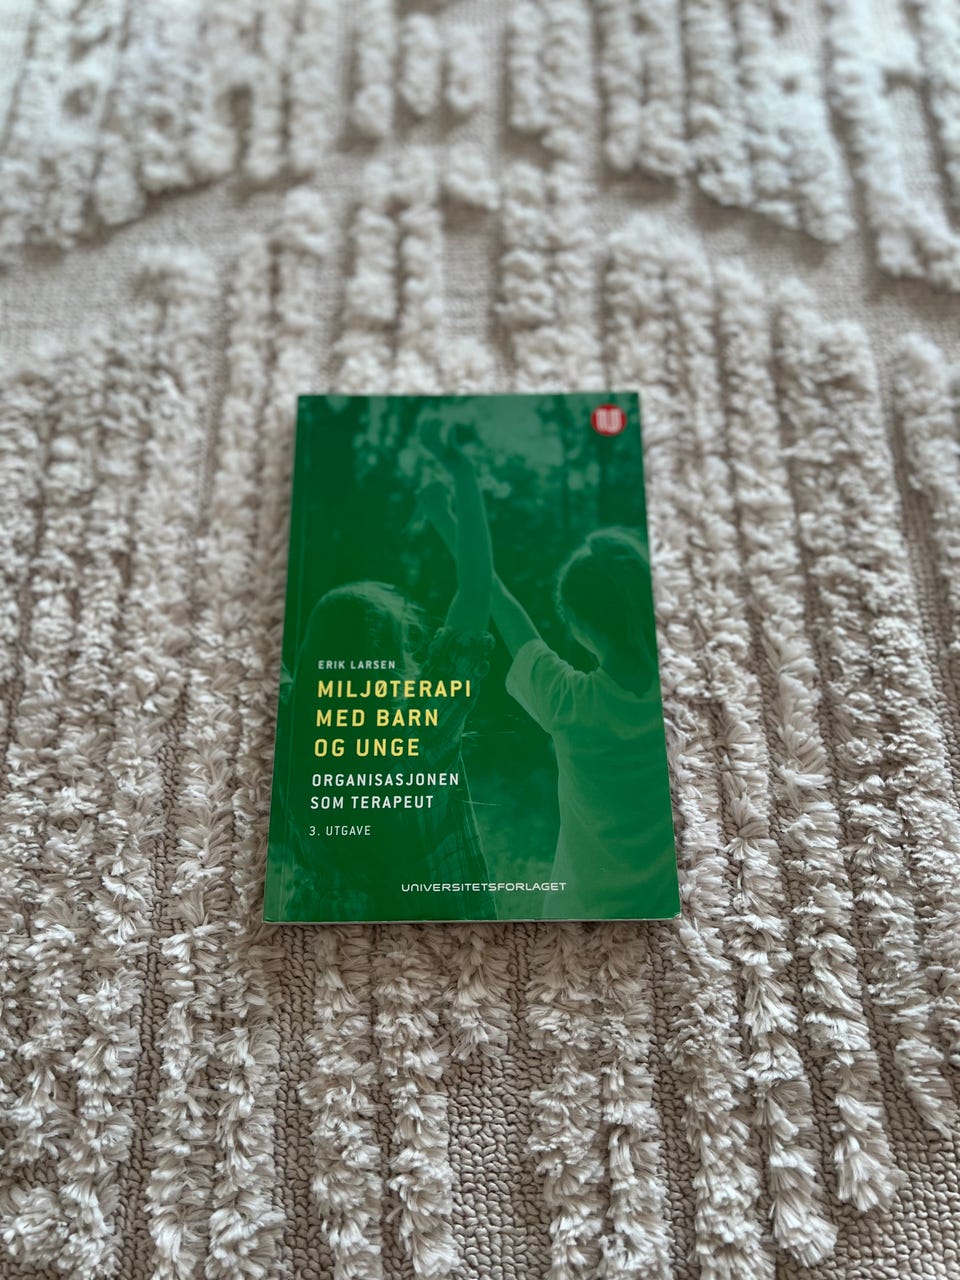 ERIK LARSEN
MILJØTERAPI
MED BARN
OG UNGE
ORGANISASJONEN
SOM TERAPEUT
3. UTGAVE
UNIVERSITETSFORLAGET